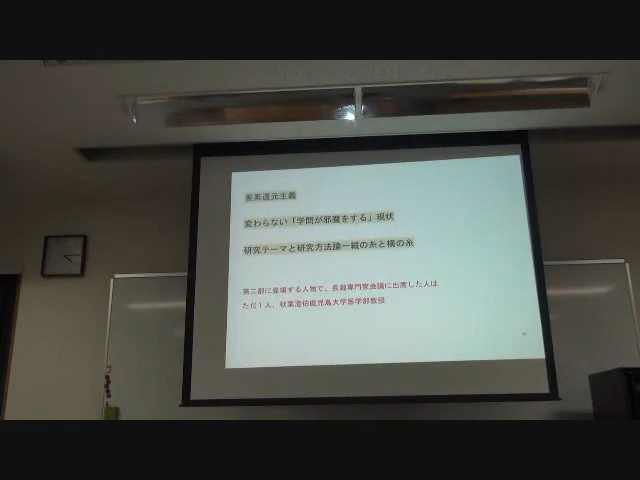 要素還元主義
変わらない「学問が邪魔をする」現状
研究テーマと研究方法論ー縦の糸と横の糸
第二部に登場する人物で、長瀬専門家会議に出席した人は
ただ1人、秋葉澄伯鹿児島大学医学部教授